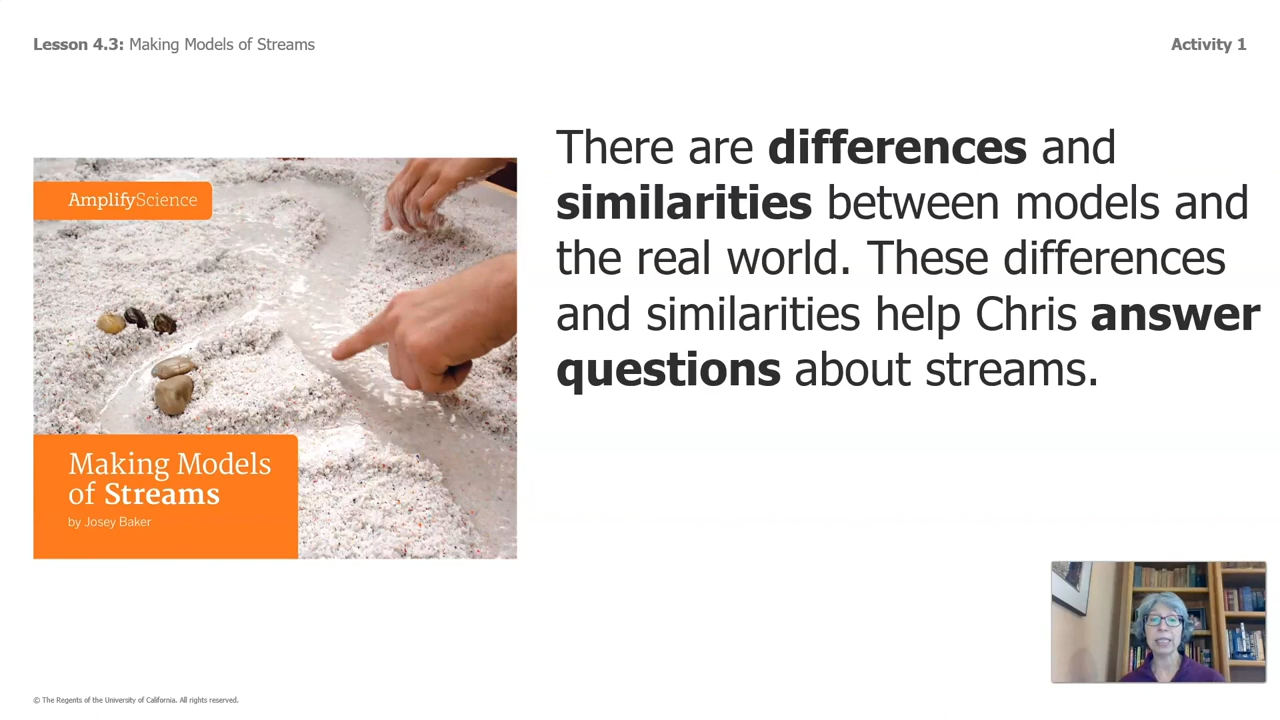 Lesson 4.3: Making Models of Streams
Activity 1
AmplifyScience
Making Models
of Streams
by Josey Baker
There are differences and
similarities between models and
the real world. These differences
and similarities help Chris answer
questions about streams.
© The Regents of the University of California. All rights reserved.